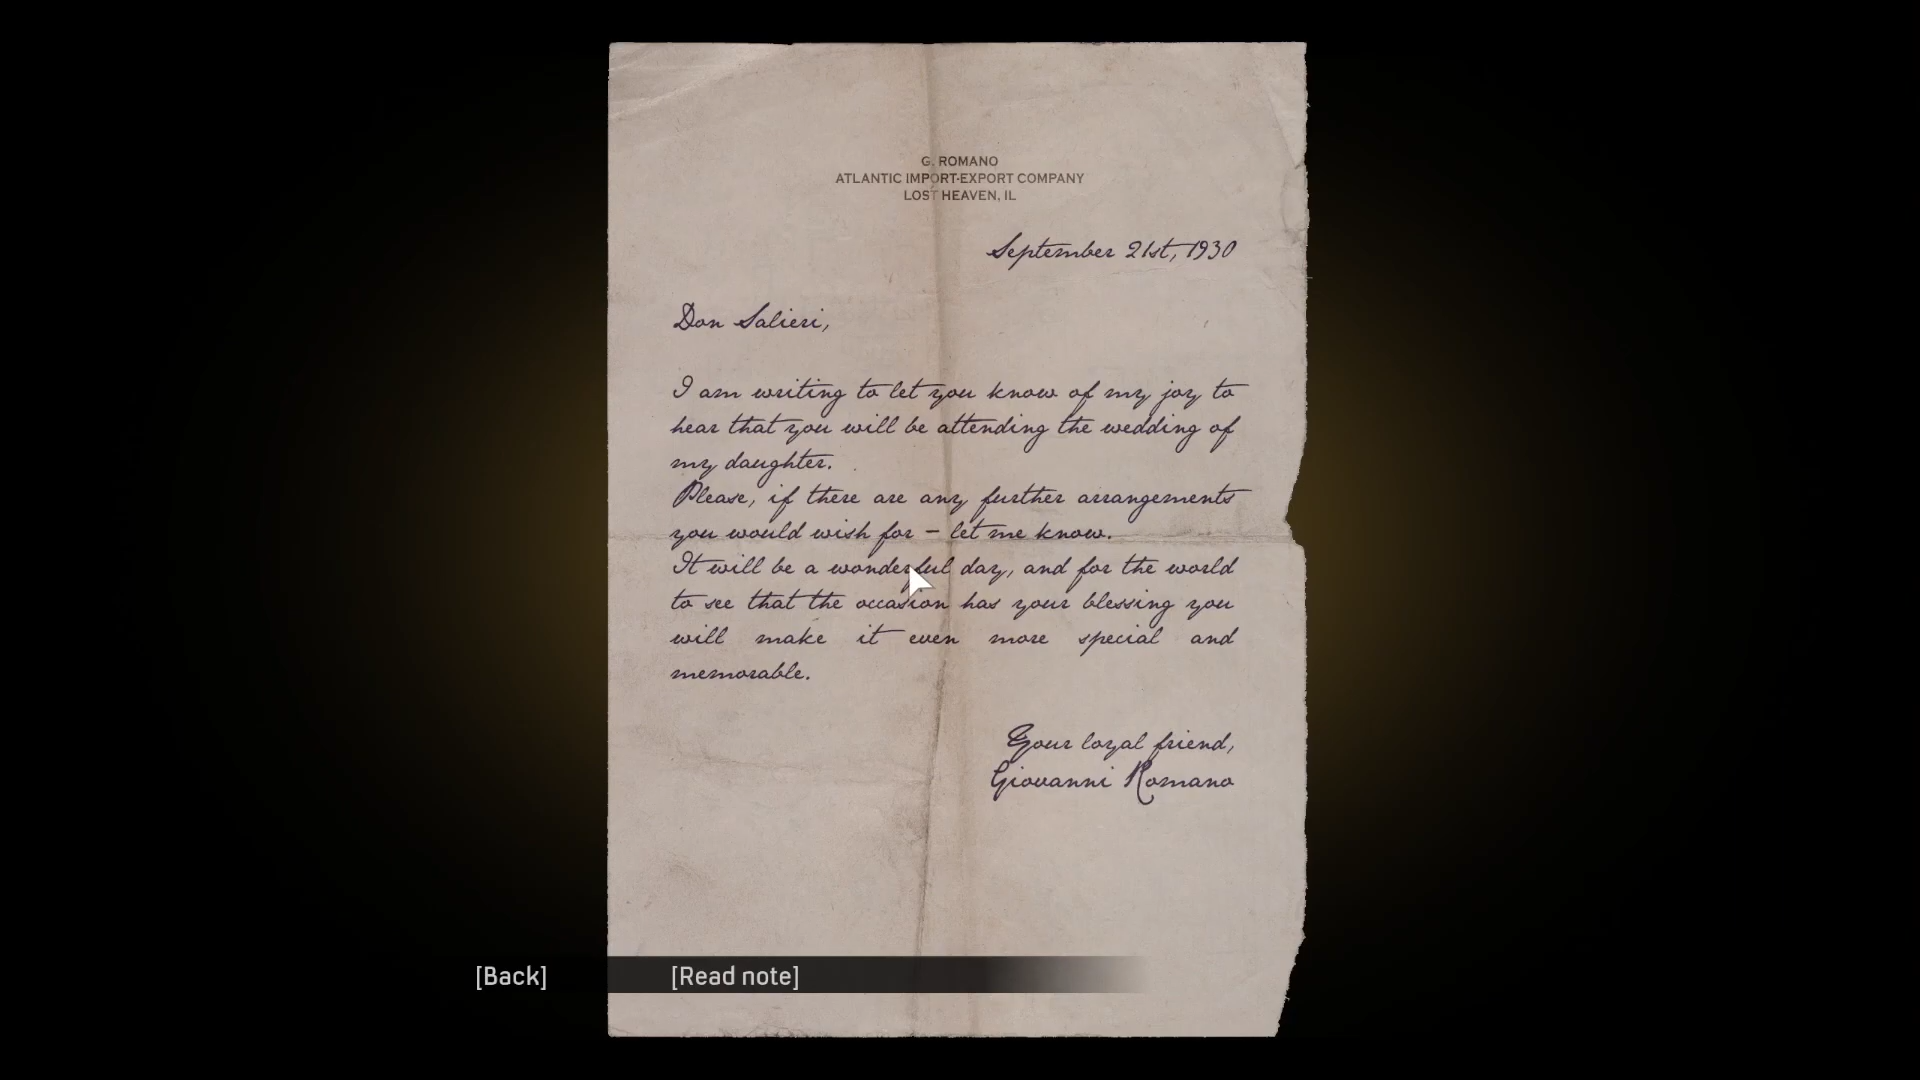 G. ROMANO
ATLANTIC IMPORT-EXPORT COMPANY
LOST HEAVEN, IL
September 21st, 1930
Don Salieri,
I am writing to let you know of my joy to
hear that you will be attending the wedding of
my daughter.
Please, if there are any further arrangements
you would wish for – let me know.
It will be a wonderful day, and for the world
to see that the occasion has your blessing you
will make it even more special and
memorable.
Your loyal friend,
Giovanni Romano
[Back] [Read note]